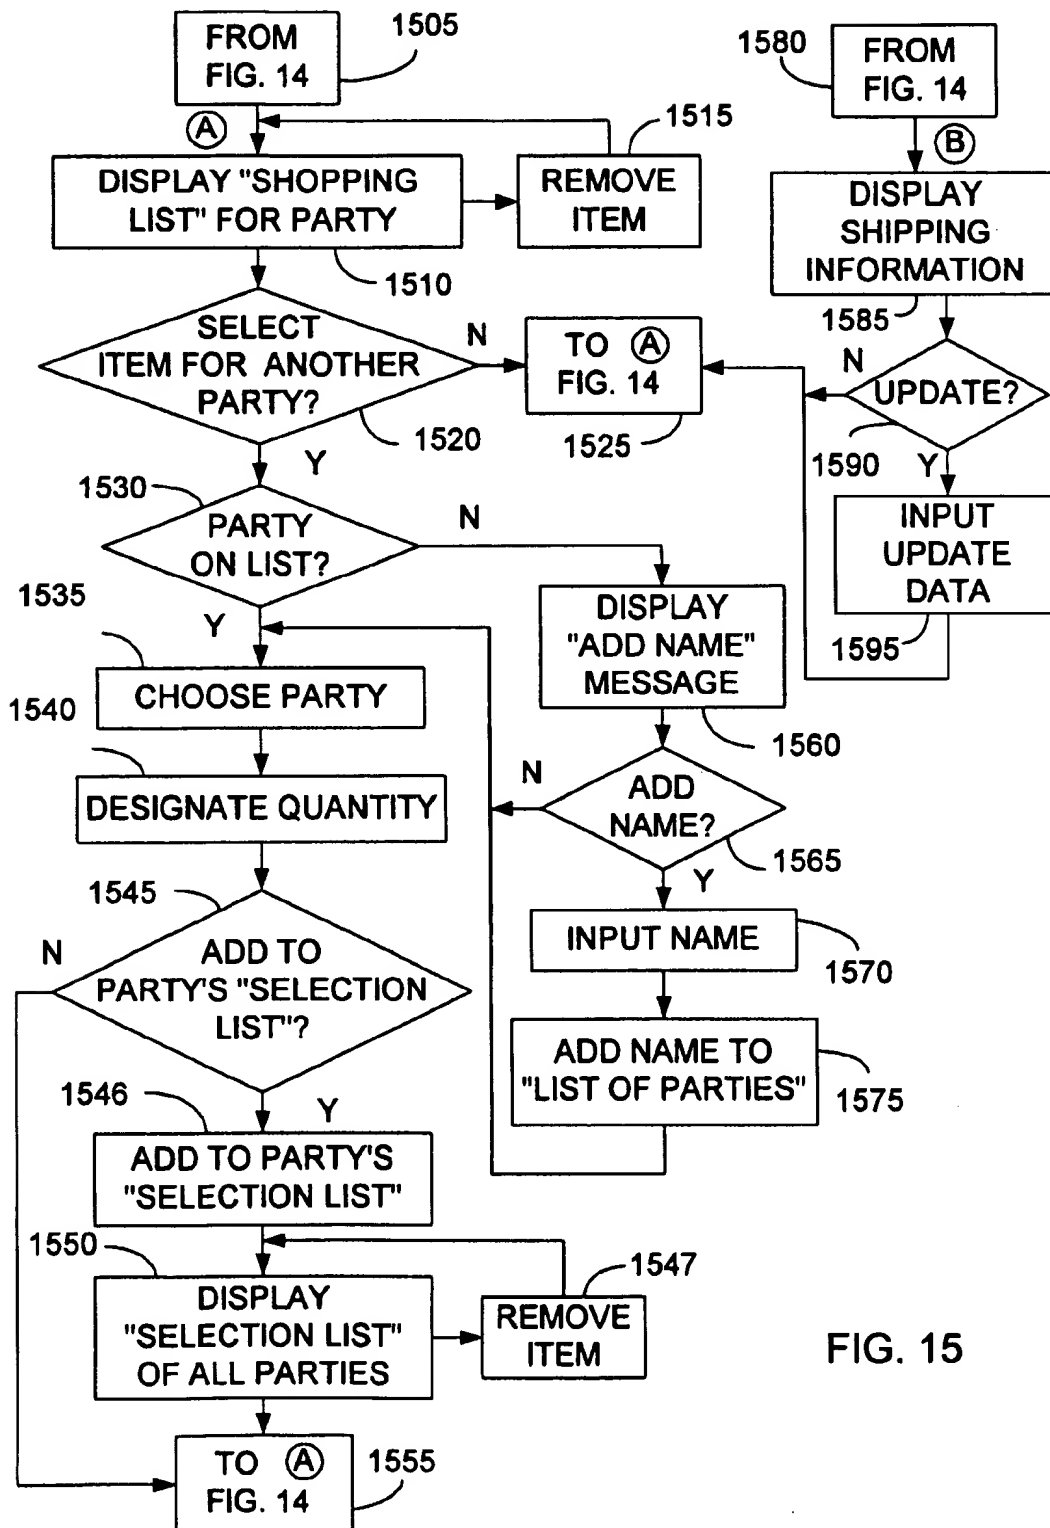 FROM
FIG. 14
1505
A
DISPLAY "SHOPPING
LIST" FOR PARTY
1510
1515
REMOVE
ITEM
SELECT
ITEM FOR ANOTHER
PARTY?
1520
N
Y
TO A
FIG. 14
1525
1530
PARTY
ON LIST?
N
Y
1535
CHOOSE PARTY
1540
DESIGNATE QUANTITY
1545
N
ADD TO
PARTY'S "SELECTION
LIST"?
Y
1546
ADD TO PARTY'S
"SELECTION LIST"
1550
DISPLAY
"SELECTION LIST"
OF ALL PARTIES
1547
REMOVE
ITEM
TO A
FIG. 14
1555
DISPLAY
"ADD NAME"
MESSAGE
1560
N
ADD
NAME?
1565
Y
INPUT NAME
1570
ADD NAME TO
"LIST OF PARTIES"
1575
1580
FROM
FIG. 14
B
DISPLAY
SHIPPING
INFORMATION
1585
N
UPDATE?
1590
Y
INPUT
UPDATE
DATA
1595
FIG. 15